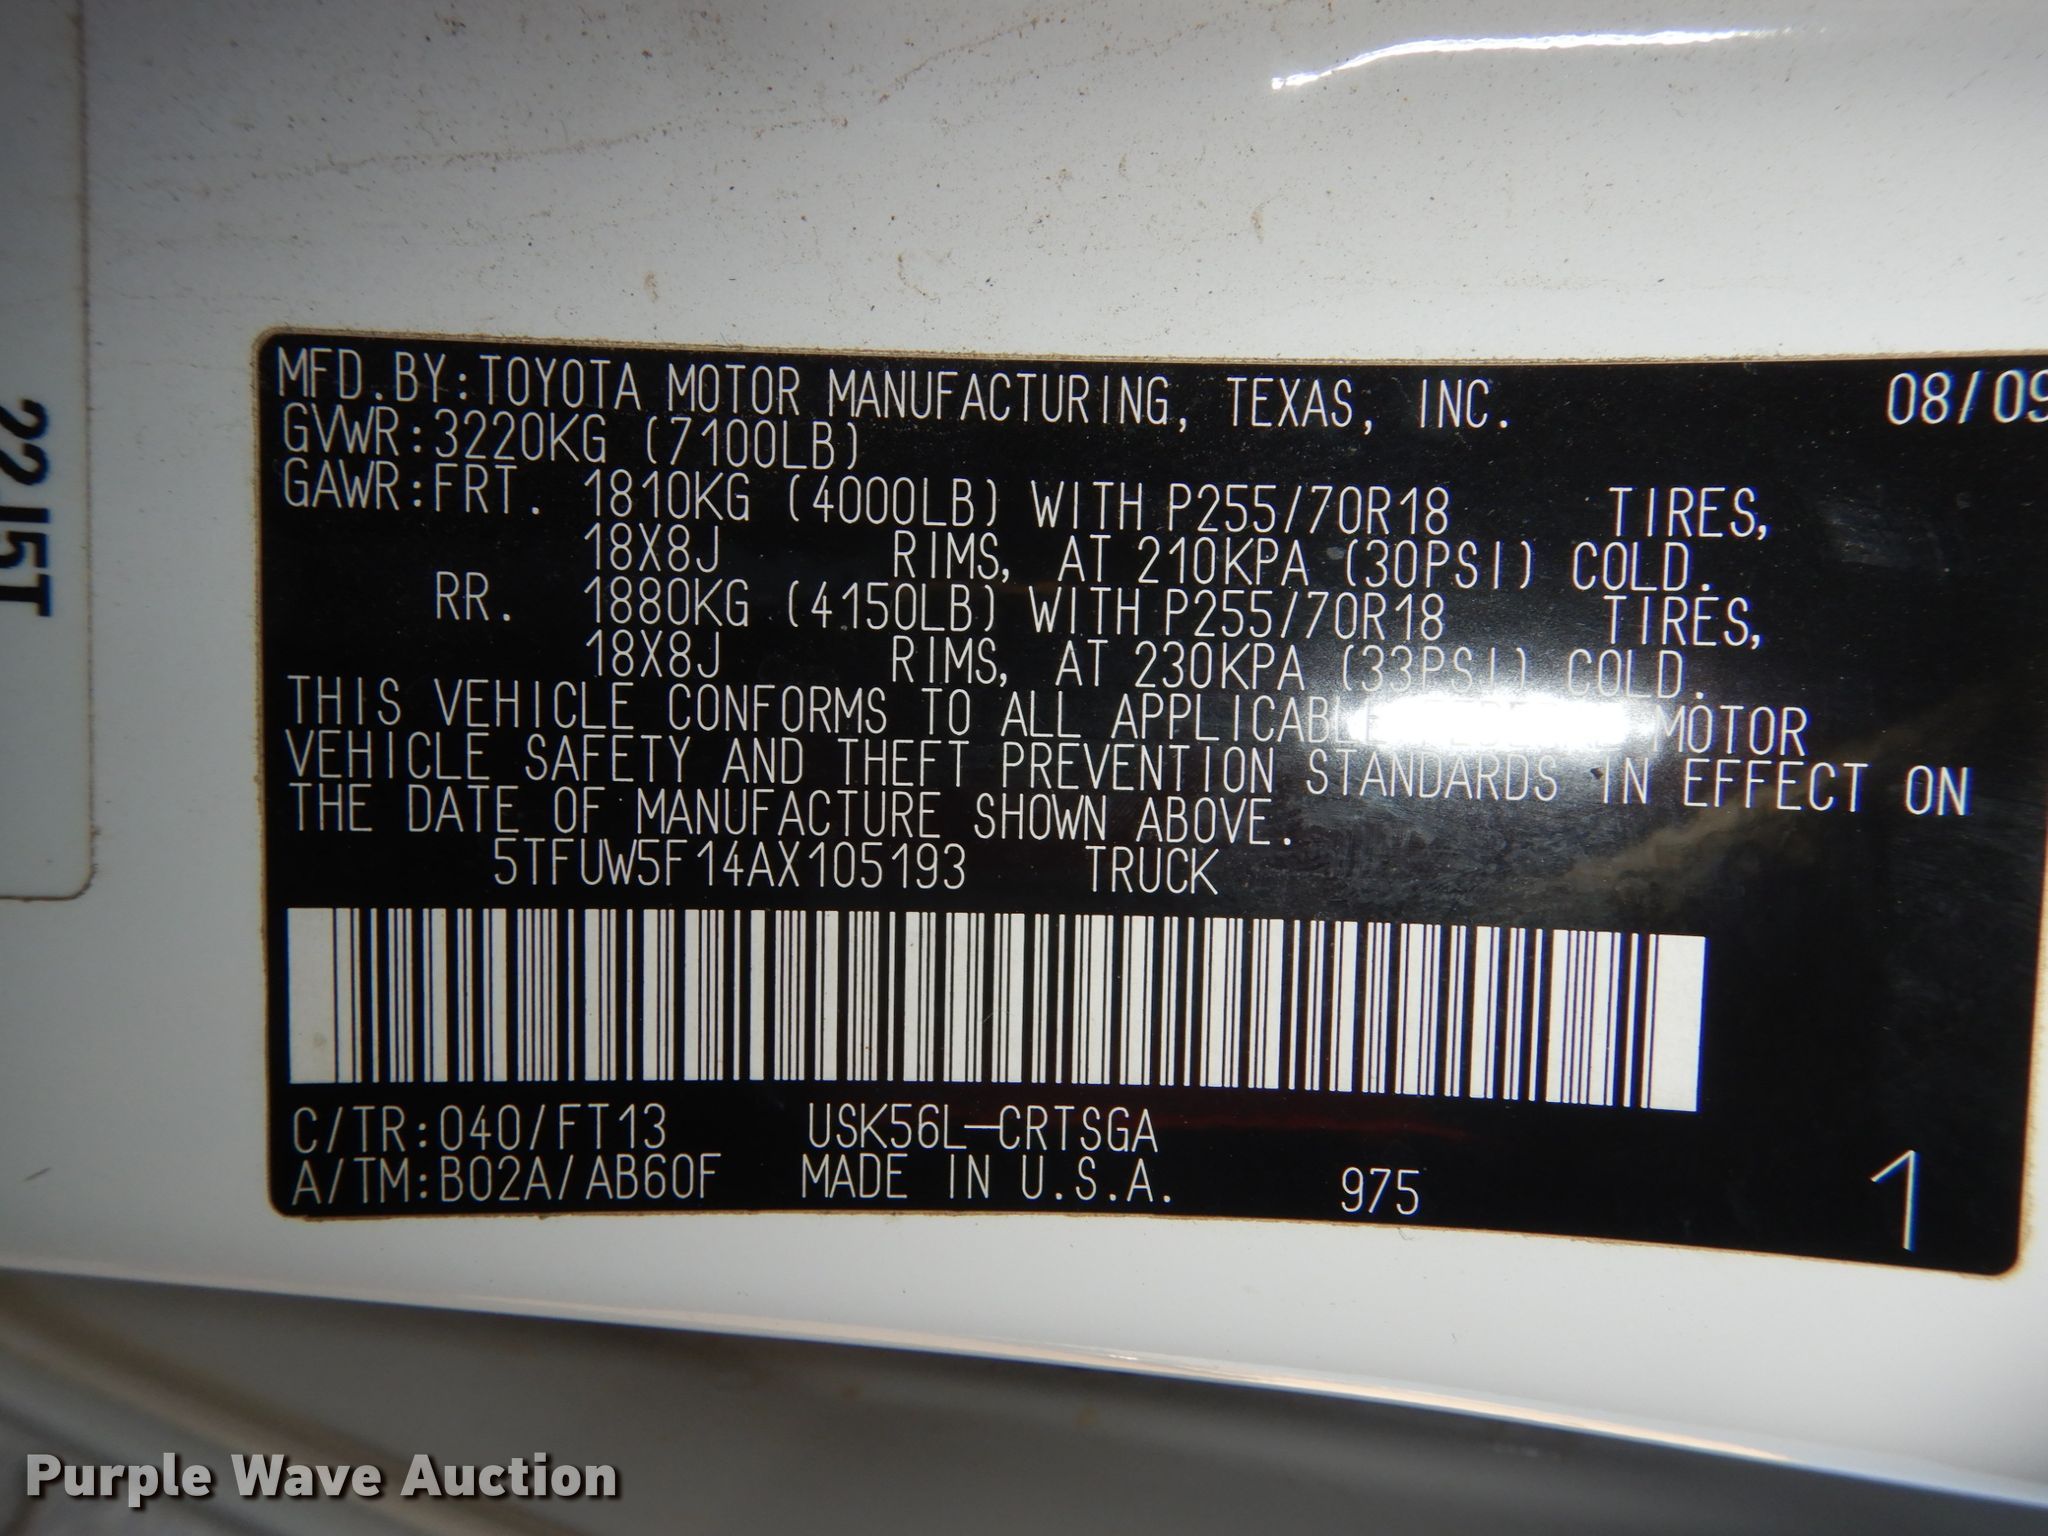 MFD.BY:TOYOTA MOTOR MANUFACTURING, TEXAS, INC. 08/09
GVWR:3220KG (7100LB)
GAWR:FRT. 1810KG (4000LB) WITH P255/70R18 TIRES,
18X8J RIMS, AT 210KPA (30PSI) COLD.
RR. 1880KG (4150LB) WITH P255/70R18 TIRES,
18X8J RIMS, AT 230KPA (33PSI) COLD.
THIS VEHICLE CONFORMS TO ALL APPLICABLE FEDERAL MOTOR
VEHICLE SAFETY AND THEFT PREVENTION STANDARDS IN EFFECT ON
THE DATE OF MANUFACTURE SHOWN ABOVE.
5TFUW5F14AX105193 TRUCK
C/TR:040/FT13 USK56L-CRTSGA
A/TM:B02A/AB60F MADE IN U.S.A. 975 1
22J5T
Purple Wave Auction